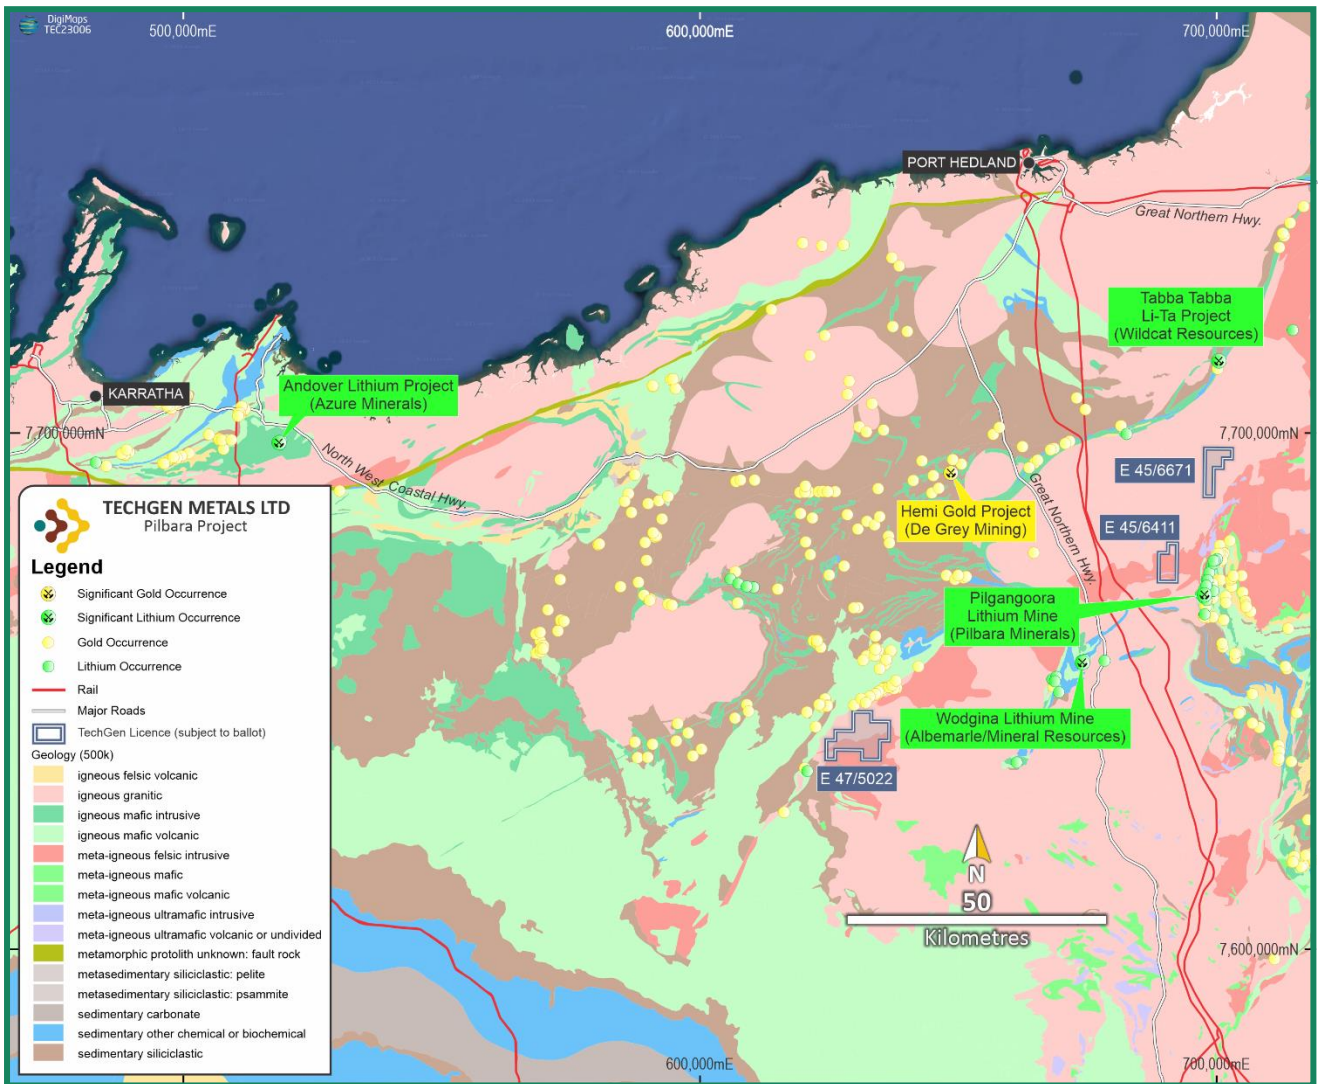 DigiMaps
TEC23006
500,000mE
600,000mE
700,000mE
PORT HEDLAND
Great Northern Hwy.
Tabba Tabba
Li-Ta Project
(Wildcat Resources)
Andover Lithium Project
(Azure Minerals)
KARRATHA
7,700,000mN
7,700,000mN
North West Coastal Hwy.
E 45/6671
Hemi Gold Project
(De Grey Mining)
Great Northern Hwy.
E 45/6411
Pilgangoora
Lithium Mine
(Pilbara Minerals)
Wodgina Lithium Mine
(Albemarle/Mineral Resources)
E 47/5022
TECHGEN METALS LTD
Pilbara Project
Legend
Significant Gold Occurrence
Significant Lithium Occurrence
Gold Occurrence
Lithium Occurrence
Rail
Major Roads
TechGen Licence (subject to ballot)
Geology (500k)
igneous felsic volcanic
igneous granitic
igneous mafic intrusive
igneous mafic volcanic
meta-igneous felsic intrusive
meta-igneous mafic
meta-igneous mafic volcanic
meta-igneous ultramafic intrusive
meta-igneous ultramafic volcanic or undivided
metamorphic protolith unknown: fault rock
metasedimentary siliciclastic: pelite
metasedimentary siliciclastic: psammite
sedimentary carbonate
sedimentary other chemical or biochemical
sedimentary siliciclastic
N
50
Kilometres
7,600,000mN
600,000mE
700,000mE